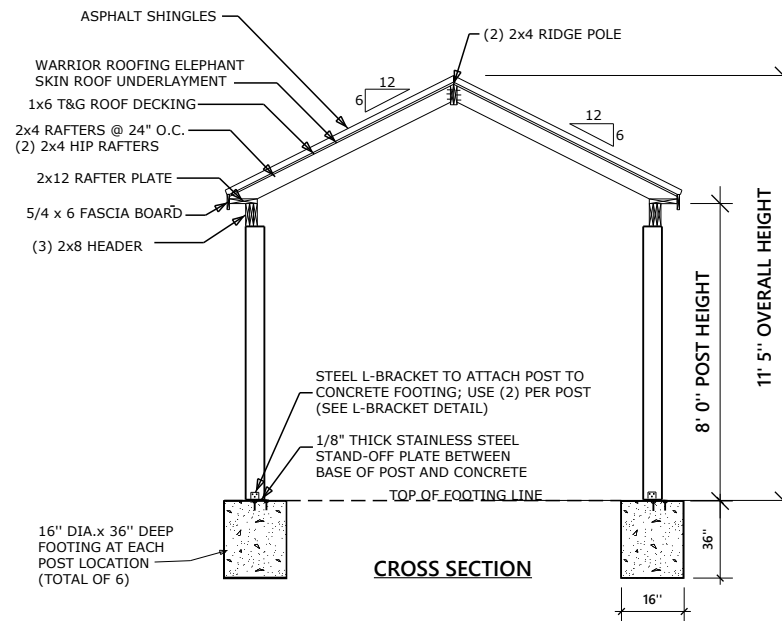 ASPHALT SHINGLES
(2) 2x4 RIDGE POLE
WARRIOR ROOFING ELEPHANT
SKIN ROOF UNDERLAYMENT
1x6 T&G ROOF DECKING
2x4 RAFTERS @ 24" O.C.
(2) 2x4 HIP RAFTERS
2x12 RAFTER PLATE
5/4 x 6 FASCIA BOARD
(3) 2x8 HEADER
12
6
12
6
STEEL L-BRACKET TO ATTACH POST TO
CONCRETE FOOTING; USE (2) PER POST
(SEE L-BRACKET DETAIL)
1/8" THICK STAINLESS STEEL
STAND-OFF PLATE BETWEEN
BASE OF POST AND CONCRETE
TOP OF FOOTING LINE
16" DIA.x 36" DEEP
FOOTING AT EACH
POST LOCATION
(TOTAL OF 6)
CROSS SECTION
8' 0" POST HEIGHT
11' 5" OVERALL HEIGHT
36"
16"